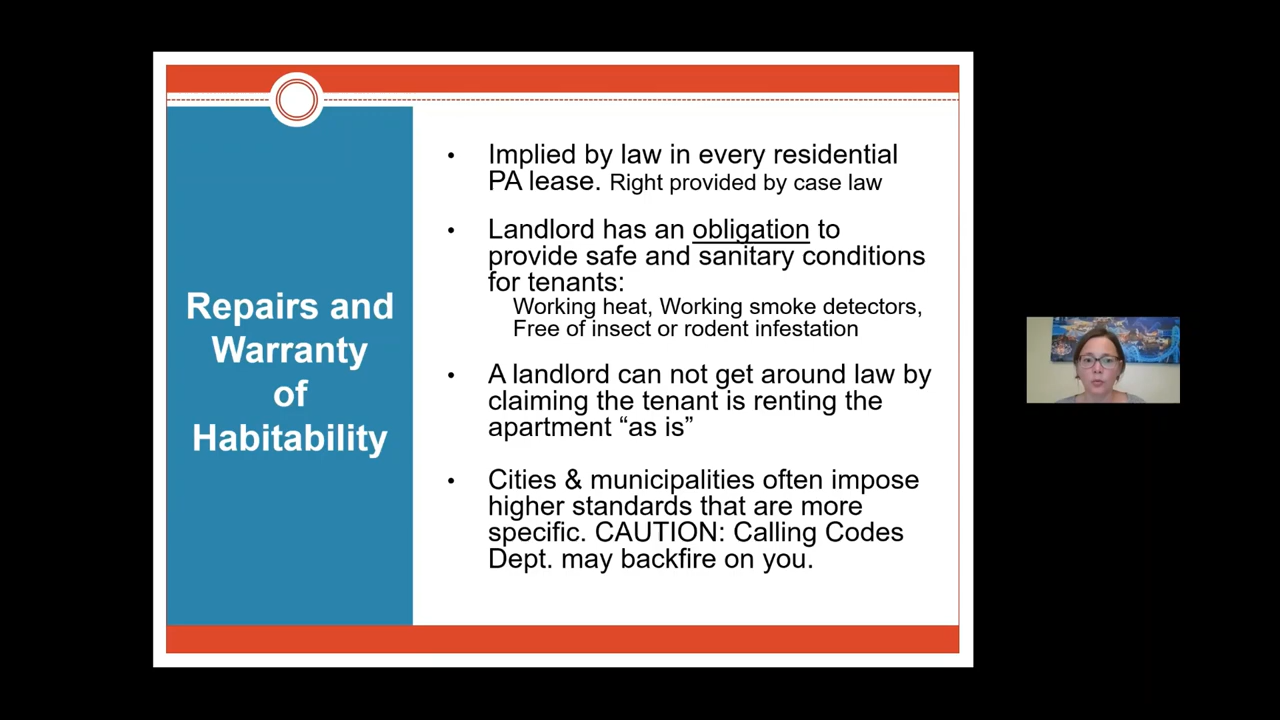 Repairs and
Warranty
of
Habitability
• Implied by law in every residential
PA lease. Right provided by case law
• Landlord has an obligation to
provide safe and sanitary conditions
for tenants:
Working heat, Working smoke detectors,
Free of insect or rodent infestation
• A landlord can not get around law by
claiming the tenant is renting the
apartment “as is”
• Cities & municipalities often impose
higher standards that are more
specific. CAUTION: Calling Codes
Dept. may backfire on you.